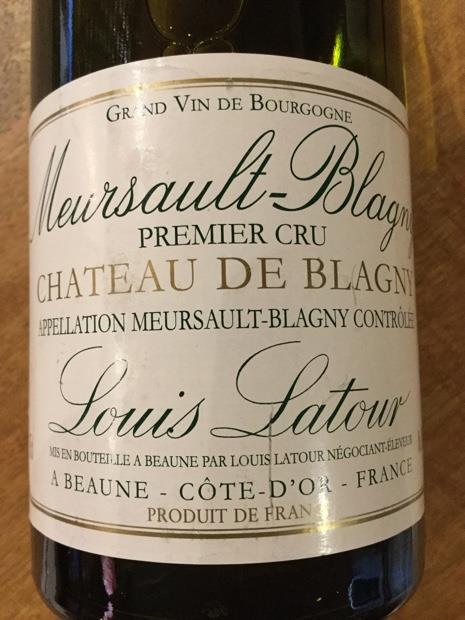 GRAND VIN DE BOURGOGNE
Meursault-Blagny
PREMIER CRU
CHATEAU DE BLAGNY
APPELLATION MEURSAULT-BLAGNY CONTRÔLÉE
Louis Latour
MIS EN BOUTEILLE A BEAUNE PAR LOUIS LATOUR NÉGOCIANT-ÉLEVEUR
A BEAUNE - CÔTE-D'OR - FRANCE
PRODUIT DE FRANCE